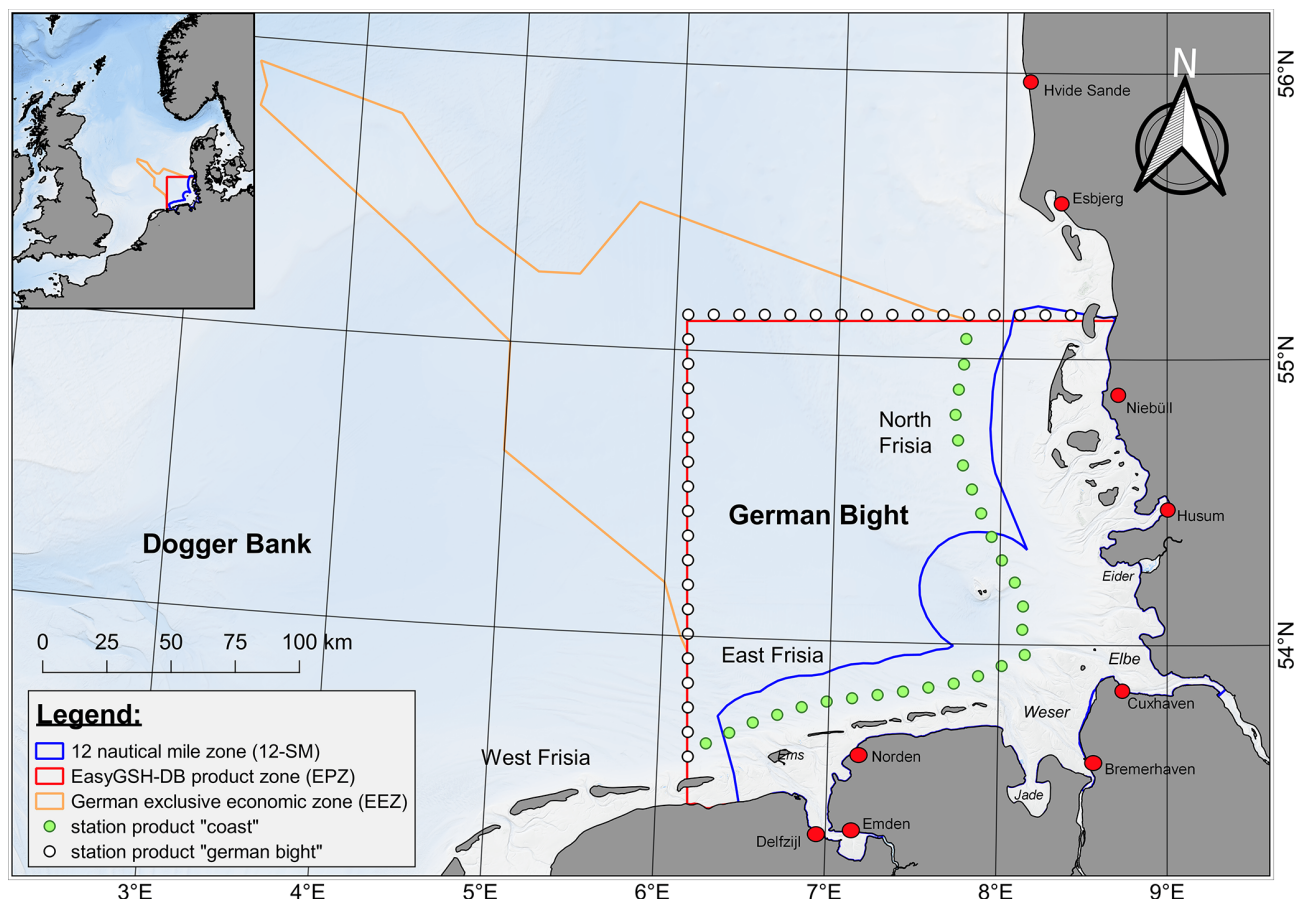 N
56°N
Hvide Sande
Esbjerg
55°N
Niebüll
North
Frisia
German Bight
Husum
Dogger Bank
Eider
0 25 50 75 100 km
East Frisia
54°N
Elbe
Cuxhaven
Weser
Legend:
12 nautical mile zone (12-SM)
EasyGSH-DB product zone (EPZ)
German exclusive economic zone (EEZ)
station product "coast"
station product "german bight"
West Frisia
Ems
Norden
Bremerhaven
Jade
Emden
Delfzijl
3°E 4°E 5°E 6°E 7°E 8°E 9°E